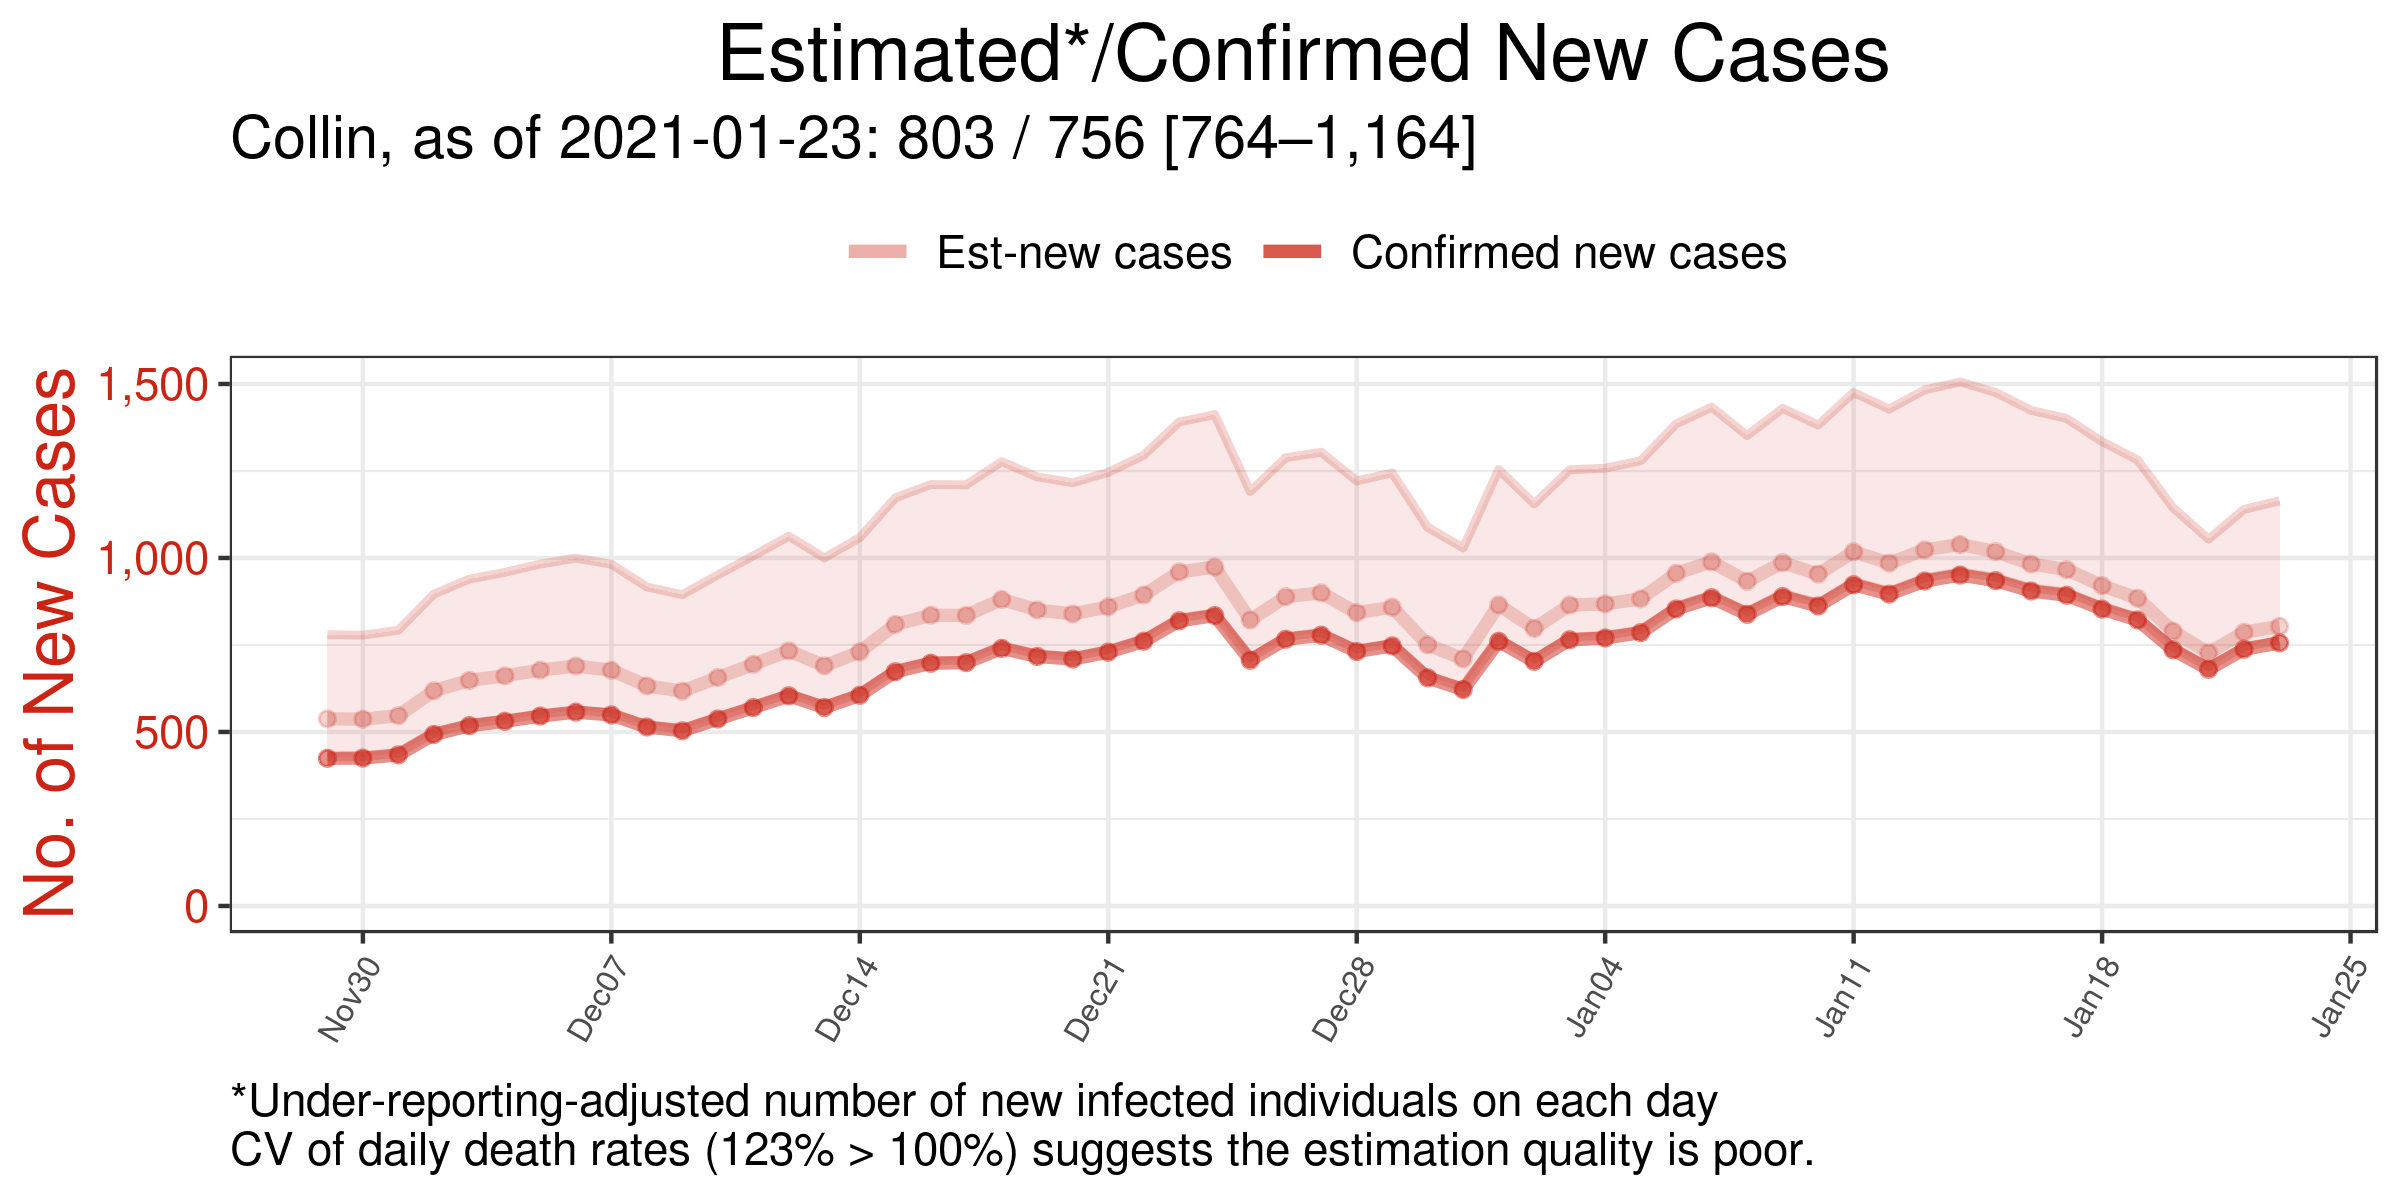 Estimated*/Confirmed New Cases
Collin, as of 2021-01-23: 803 / 756 [764–1,164]
Est-new cases
Confirmed new cases
No. of New Cases
1,500
1,000
500
0
Nov30
Dec07
Dec14
Dec21
Dec28
Jan04
Jan11
Jan18
Jan25
*Under-reporting-adjusted number of new infected individuals on each day
CV of daily death rates (123% > 100%) suggests the estimation quality is poor.